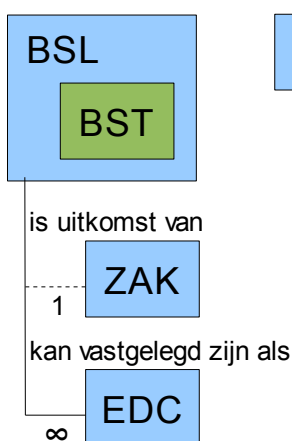 BSL
BST
is uitkomst van
ZAK
1
kan vastgelegd zijn als
EDC
∞